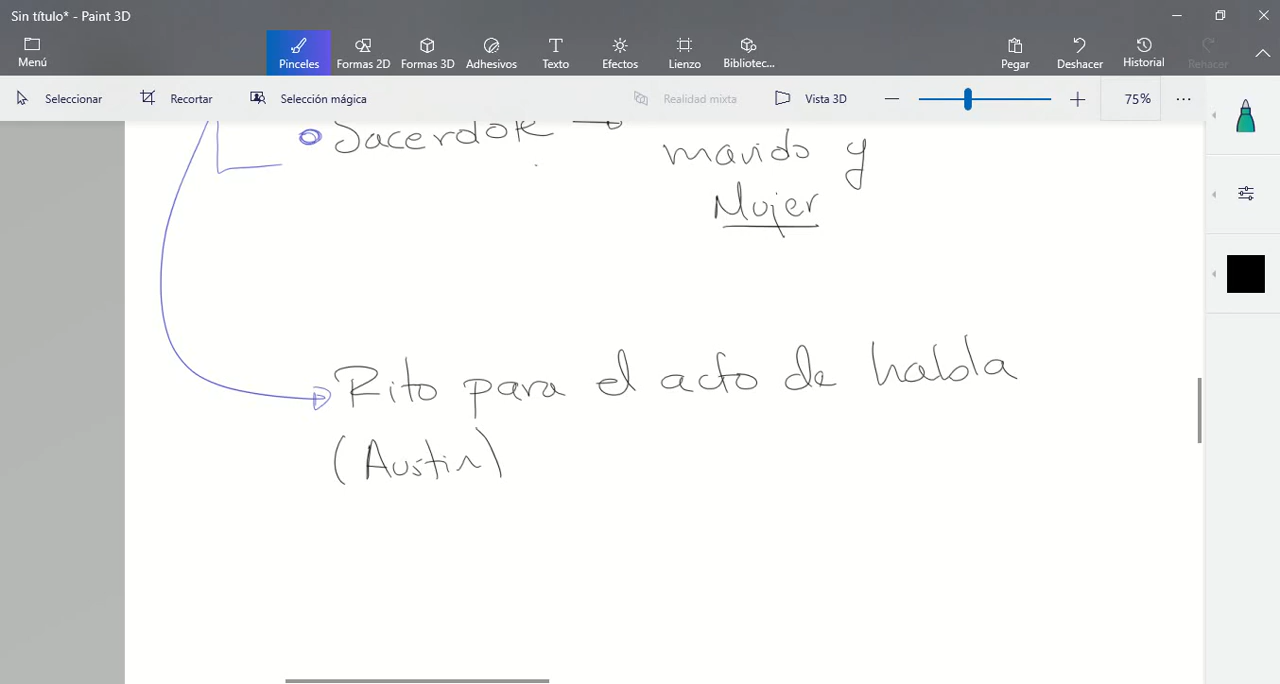 Sin título* - Paint 3D
Menú
Pinceles
Formas 2D
Formas 3D
Adhesivos
Texto
Efectos
Lienzo
Bibliotec...
Pegar
Deshacer
Historial
Rehacer
Seleccionar
Recortar
Selección mágica
Realidad mixta
Vista 3D
75%
Sacerdote →
marido y
Mujer
Rito para el acto de habla
(Austin)